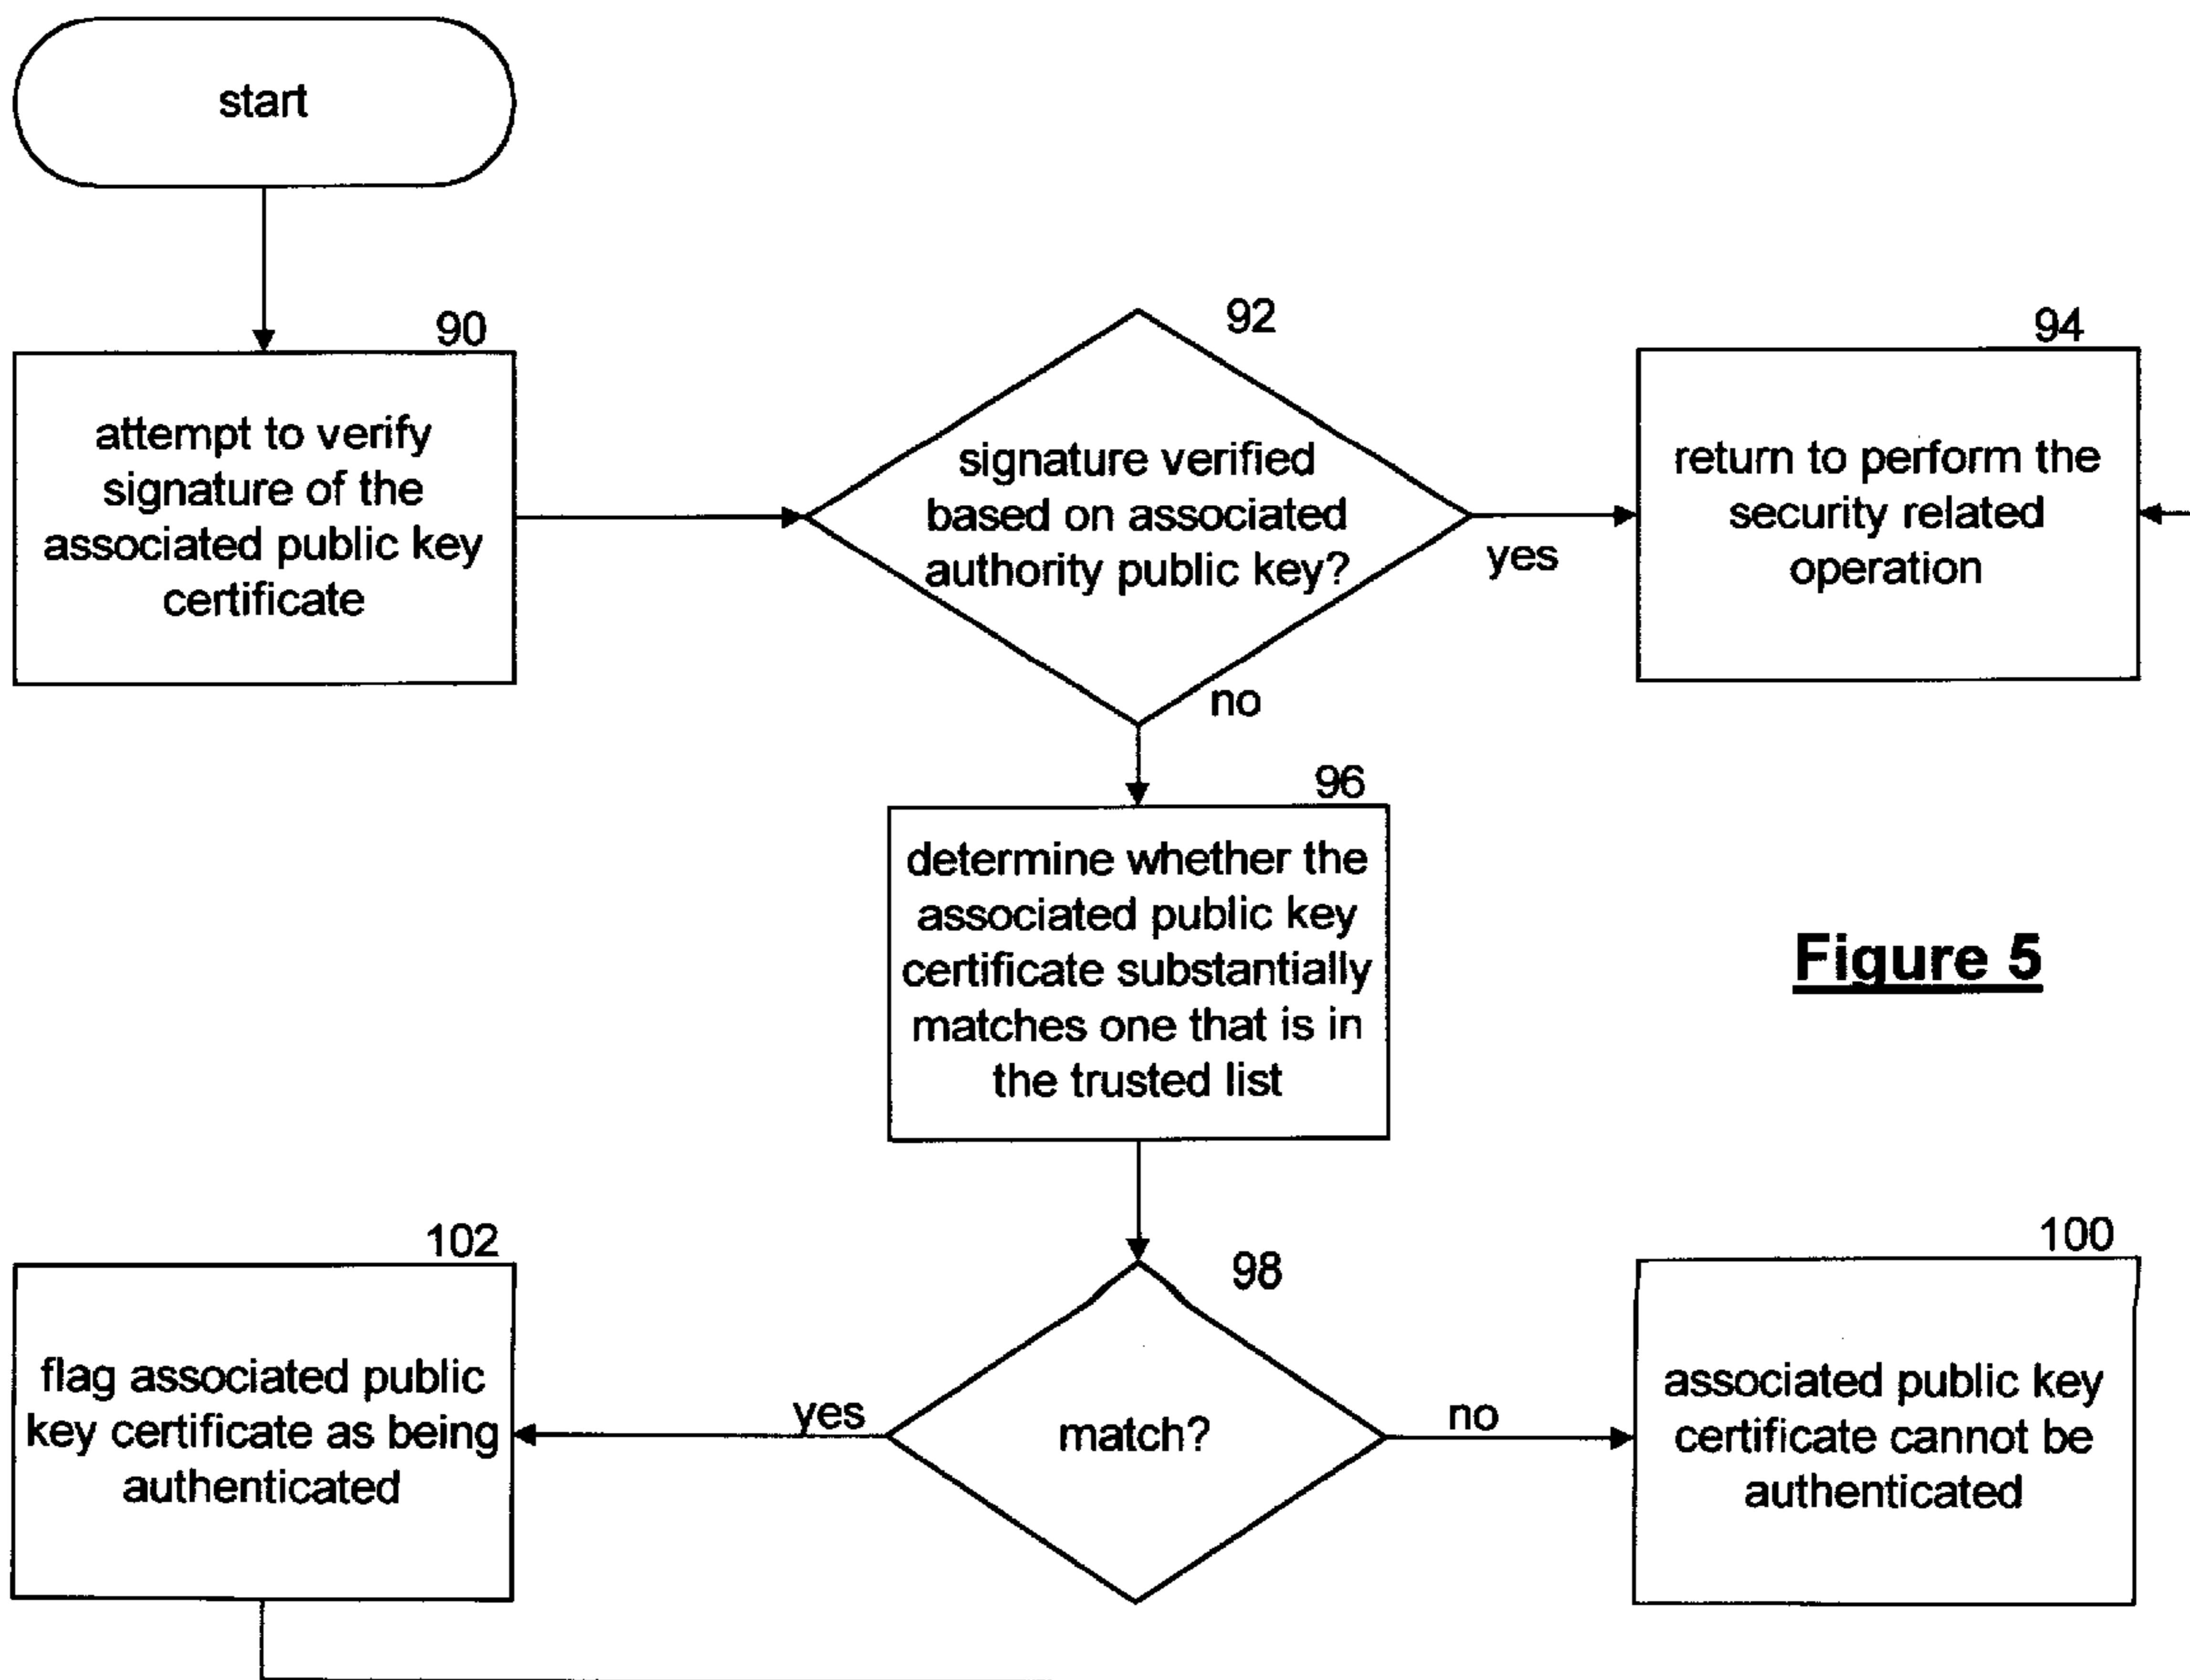 start
90
attempt to verify
signature of the
associated public key
certificate
92
signature verified
based on associated
authority public key?
yes
no
94
return to perform the
security related
operation
96
determine whether the
associated public key
certificate substantially
matches one that is in
the trusted list
Figure 5
98
match?
yes
no
102
flag associated public
key certificate as being
authenticated
100
associated public key
certificate cannot be
authenticated